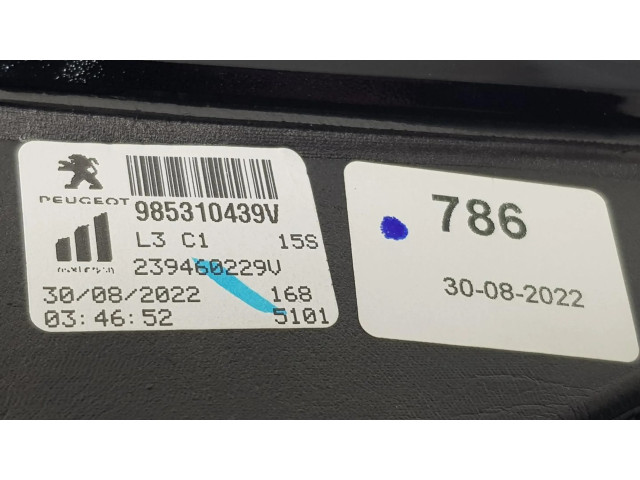 PEUGEOT
985310439V
L3 C1 15S
239460229V
30/08/2022 168
03:46:52 5101
786
30-08-2022